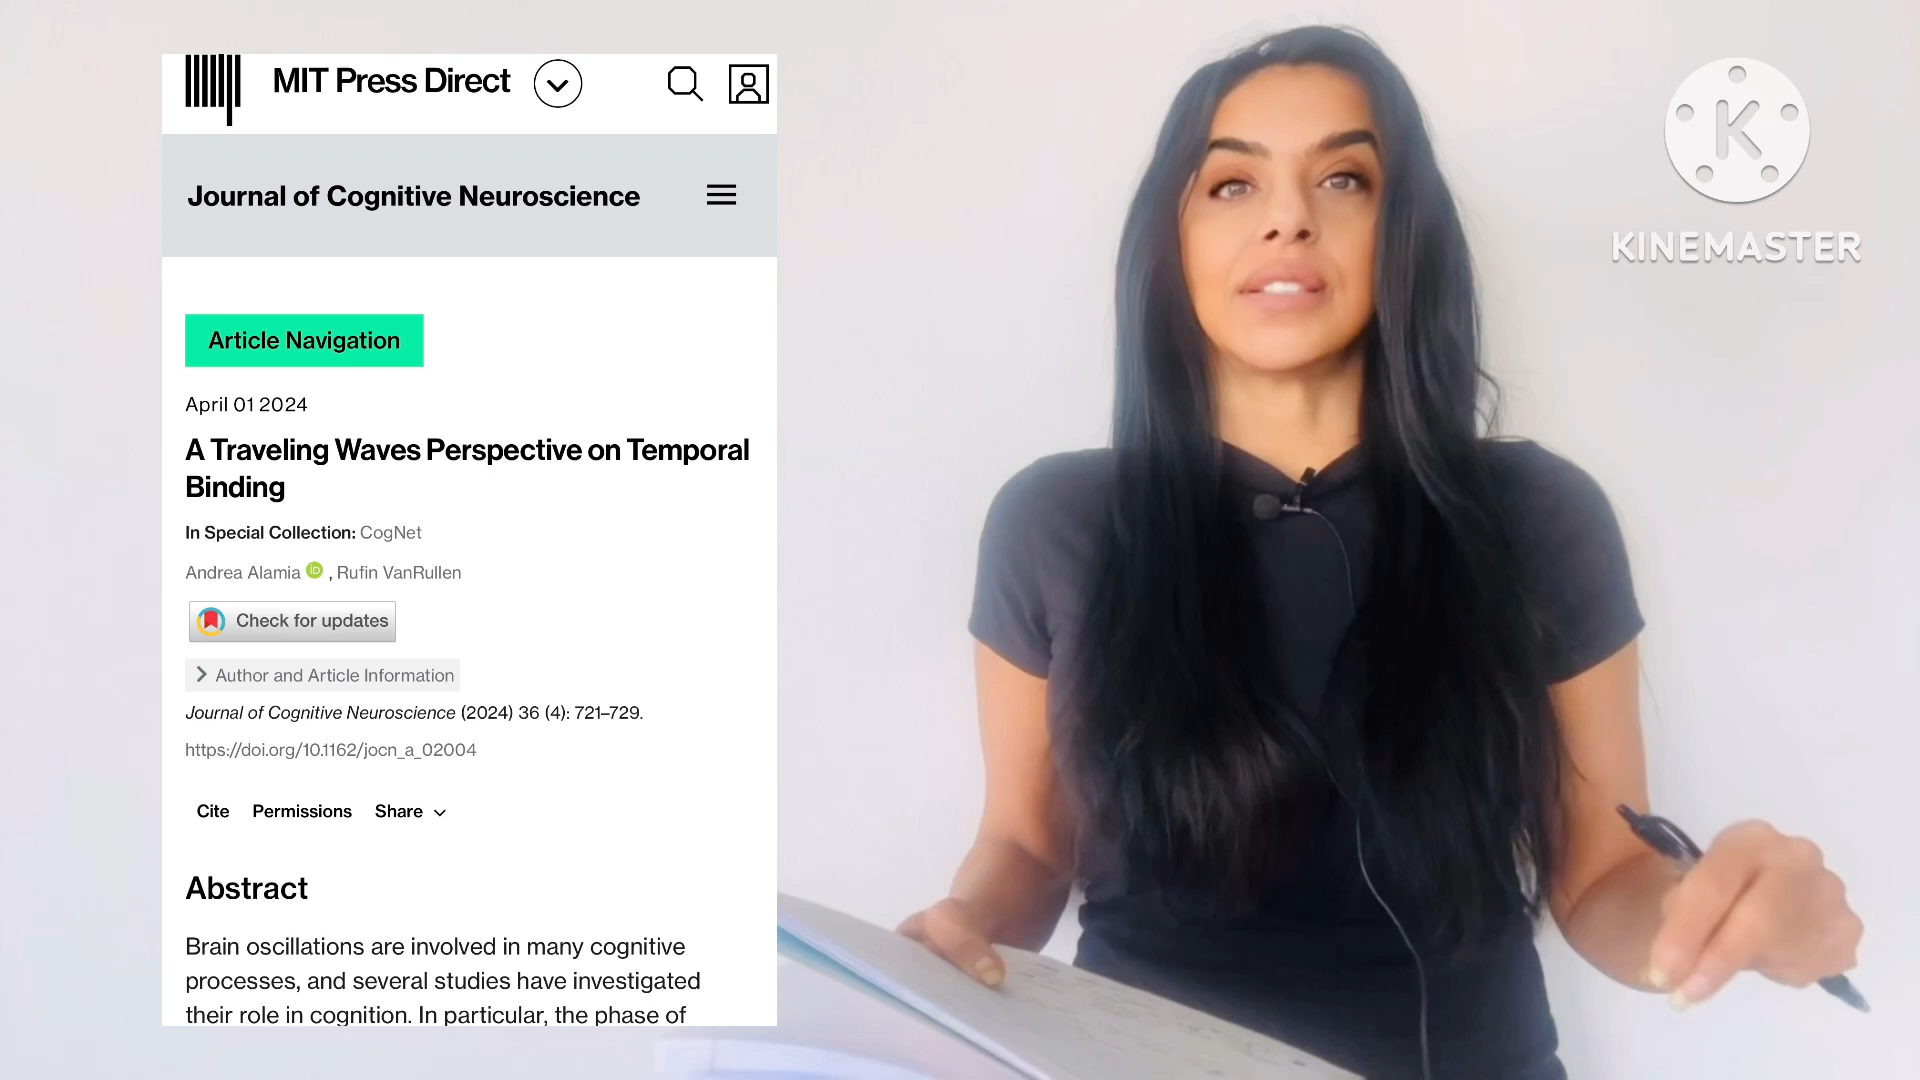 MIT Press Direct
Journal of Cognitive Neuroscience
Article Navigation
April 01 2024
A Traveling Waves Perspective on Temporal
Binding
In Special Collection: CogNet
Andrea Alamia iD , Rufin VanRullen
Check for updates
Author and Article Information
Journal of Cognitive Neuroscience (2024) 36 (4): 721–729.
https://doi.org/10.1162/jocn_a_02004
Cite Permissions Share
Abstract
Brain oscillations are involved in many cognitive
processes, and several studies have investigated
their role in cognition. In particular, the phase of
K
KINEMASTER